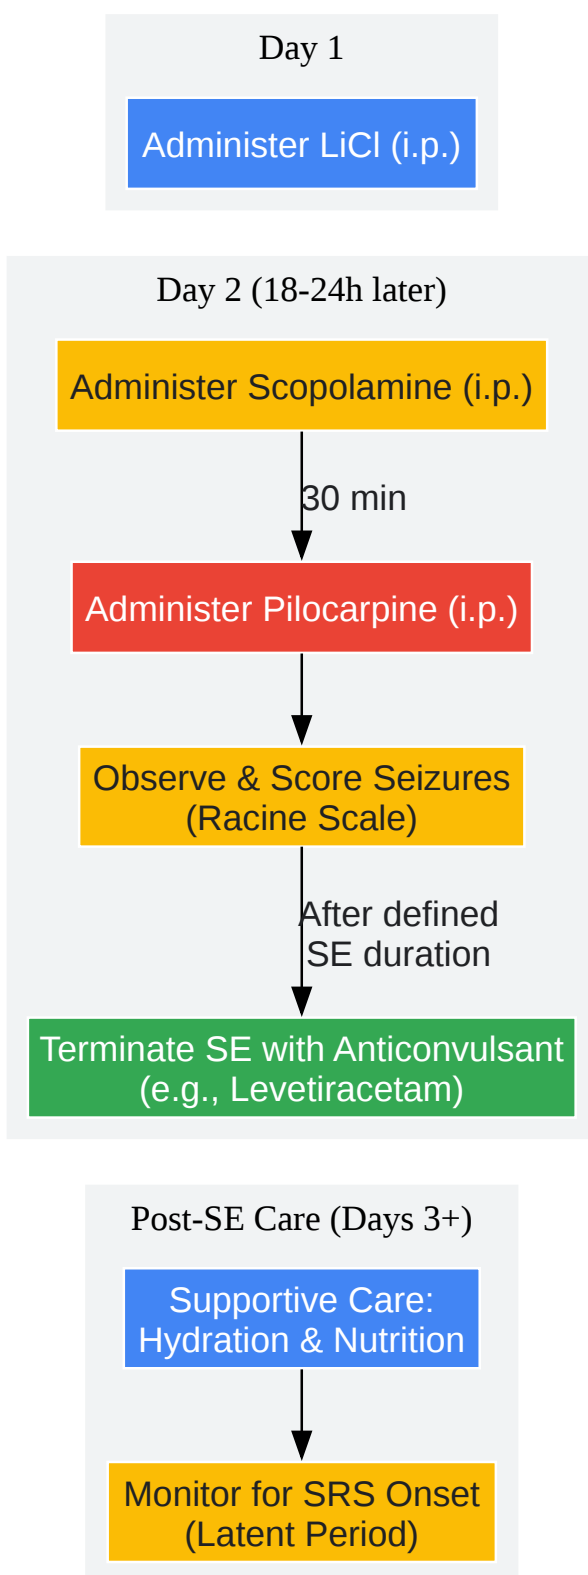 Day 1
Administer LiCl (i.p.)
Day 2 (18-24h later)
Administer Scopolamine (i.p.)
30 min
Administer Pilocarpine (i.p.)
Observe & Score Seizures
(Racine Scale)
After defined
SE duration
Terminate SE with Anticonvulsant
(e.g., Levetiracetam)
Post-SE Care (Days 3+)
Supportive Care:
Hydration & Nutrition
Monitor for SRS Onset
(Latent Period)